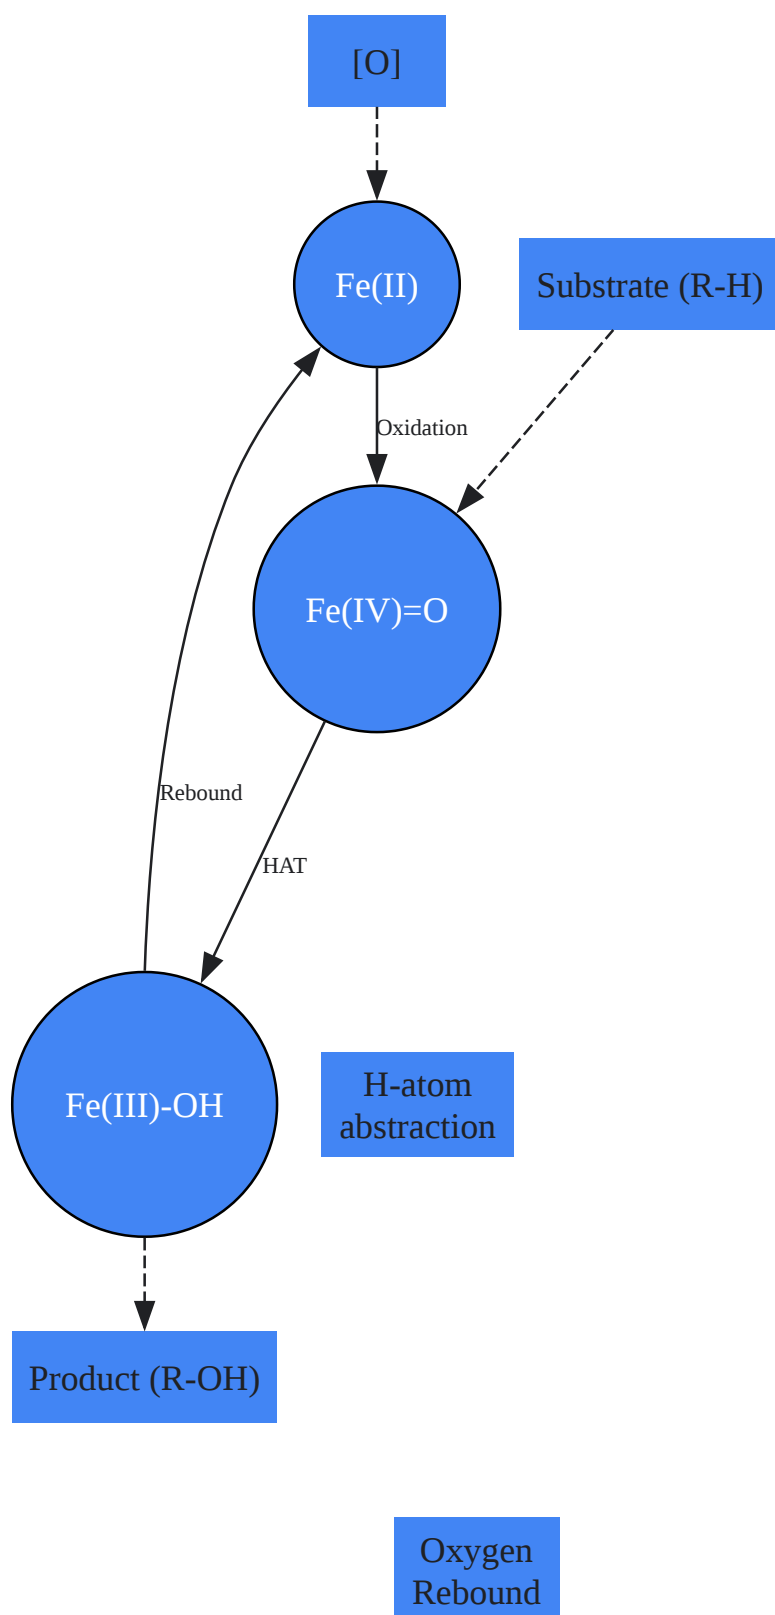 [O]
Fe(II)
Substrate (R-H)
Oxidation
Fe(IV)=O
Rebound
HAT
Fe(III)-OH
H-atom
abstraction
Product (R-OH)
Oxygen
Rebound